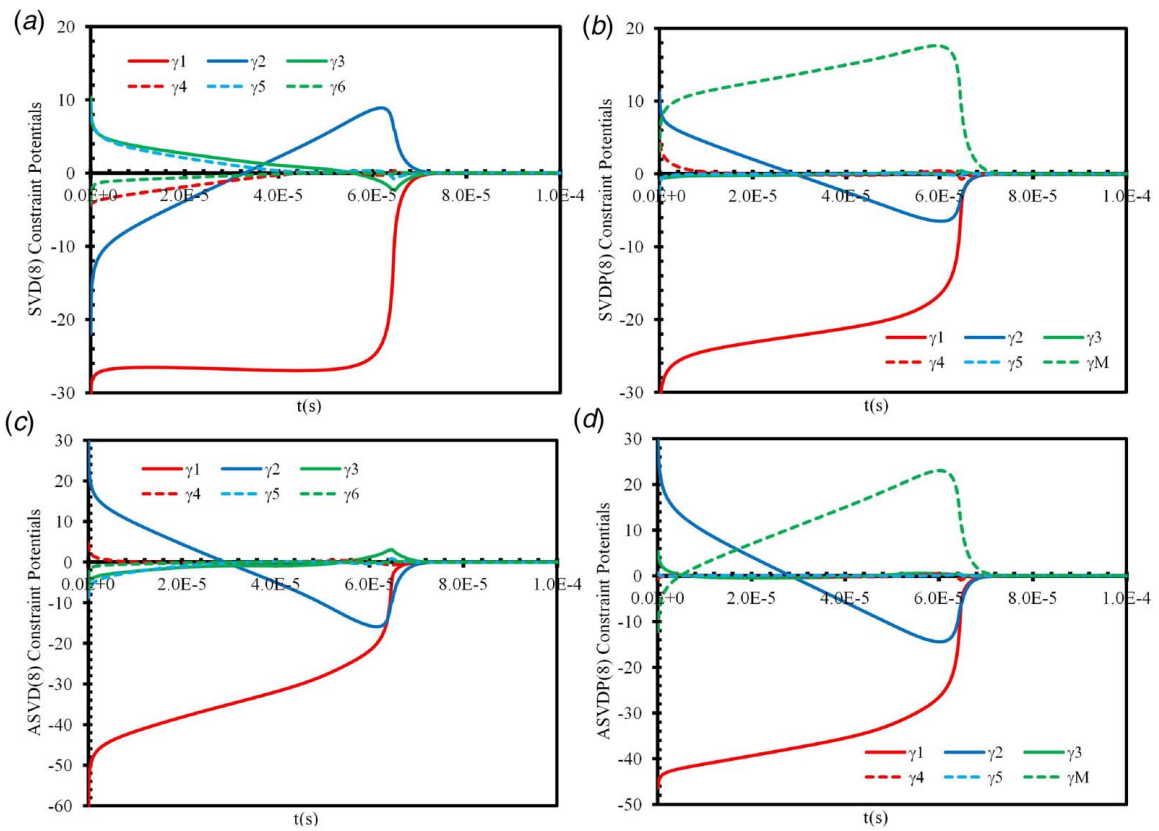 (a)
20
γ1 γ2 γ3
γ4 γ5 γ6
10
0
0.0E+0 2.0E-5 4.0E-5 6.0E-5 8.0E-5 1.0E-4
-10
-20
-30
SVD(8) Constraint Potentials
t(s)
(b)
20
10
0
0.0E+0 2.0E-5 4.0E-5 6.0E-5 8.0E-5 1.0E-4
-10
-20
γ1 γ2 γ3
γ4 γ5 γM
-30
SVDP(8) Constraint Potentials
t(s)
(c)
30
γ1 γ2 γ3
γ4 γ5 γ6
20
10
0
0.0E+0 2.0E-5 4.0E-5 6.0E-5 8.0E-5 1.0E-4
-10
-20
-30
-40
-50
-60
ASVD(8) Constraint Potentials
t(s)
(d)
30
20
10
0
0.0E+0 2.0E-5 4.0E-5 6.0E-5 8.0E-5 1.0E-4
-10
-20
-30
γ1 γ2 γ3
-40
γ4 γ5 γM
-50
ASVDP(8) Constraint Potentials
t(s)